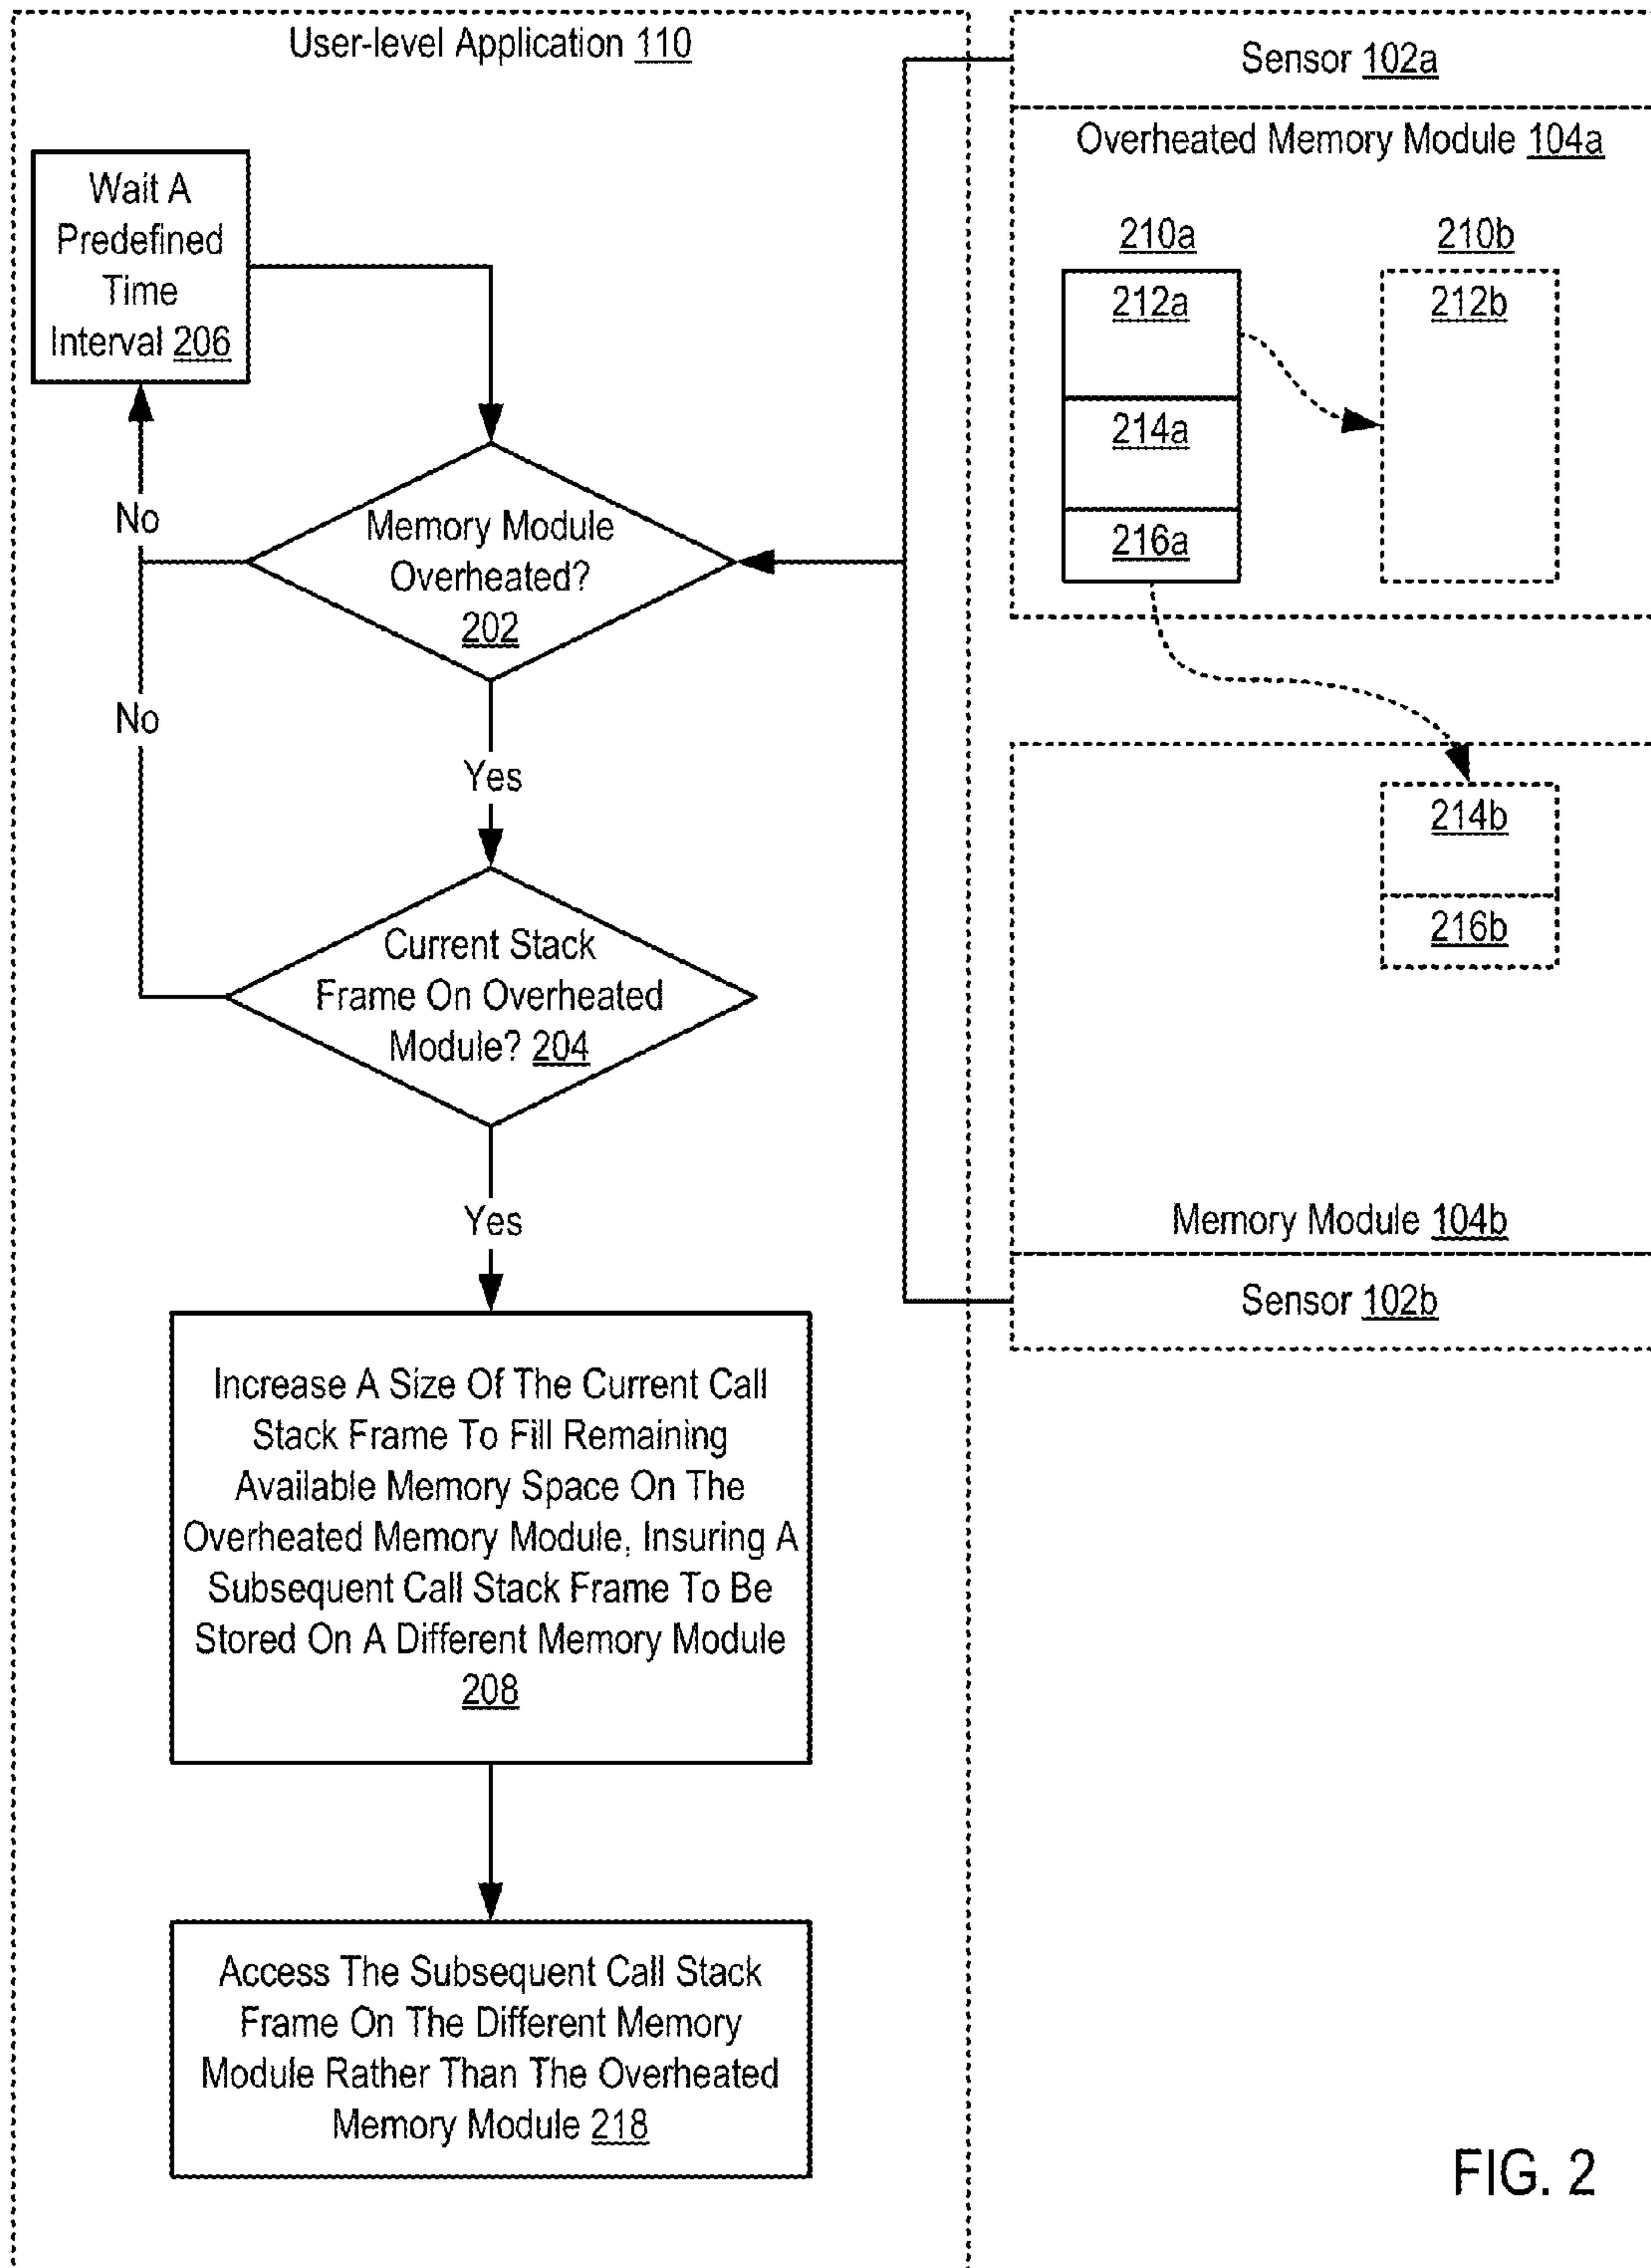 User-level Application 110
Wait A
Predefined
Time
Interval 206
No
Memory Module
Overheated?
202
No
Yes
Current Stack
Frame On Overheated
Module? 204
Yes
Increase A Size Of The Current Call
Stack Frame To Fill Remaining
Available Memory Space On The
Overheated Memory Module, Insuring A
Subsequent Call Stack Frame To Be
Stored On A Different Memory Module
208
Access The Subsequent Call Stack
Frame On The Different Memory
Module Rather Than The Overheated
Memory Module 218
Sensor 102a
Overheated Memory Module 104a
210a
210b
212a
212b
214a
216a
214b
216b
Memory Module 104b
Sensor 102b
FIG. 2